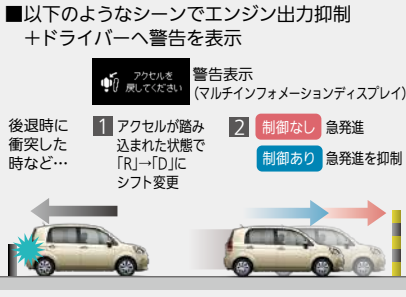 ■以下のようなシーンでエンジン出力抑制
＋ドライバーへ警告を表示
アクセルを
戻してください
警告表示
(マルチインフォメーションディスプレイ)
後退時に
衝突した
時など…
1 アクセルが踏み
込まれた状態で
「R」→「D」に
シフト変更
2 制御なし 急発進
制御あり 急発進を抑制